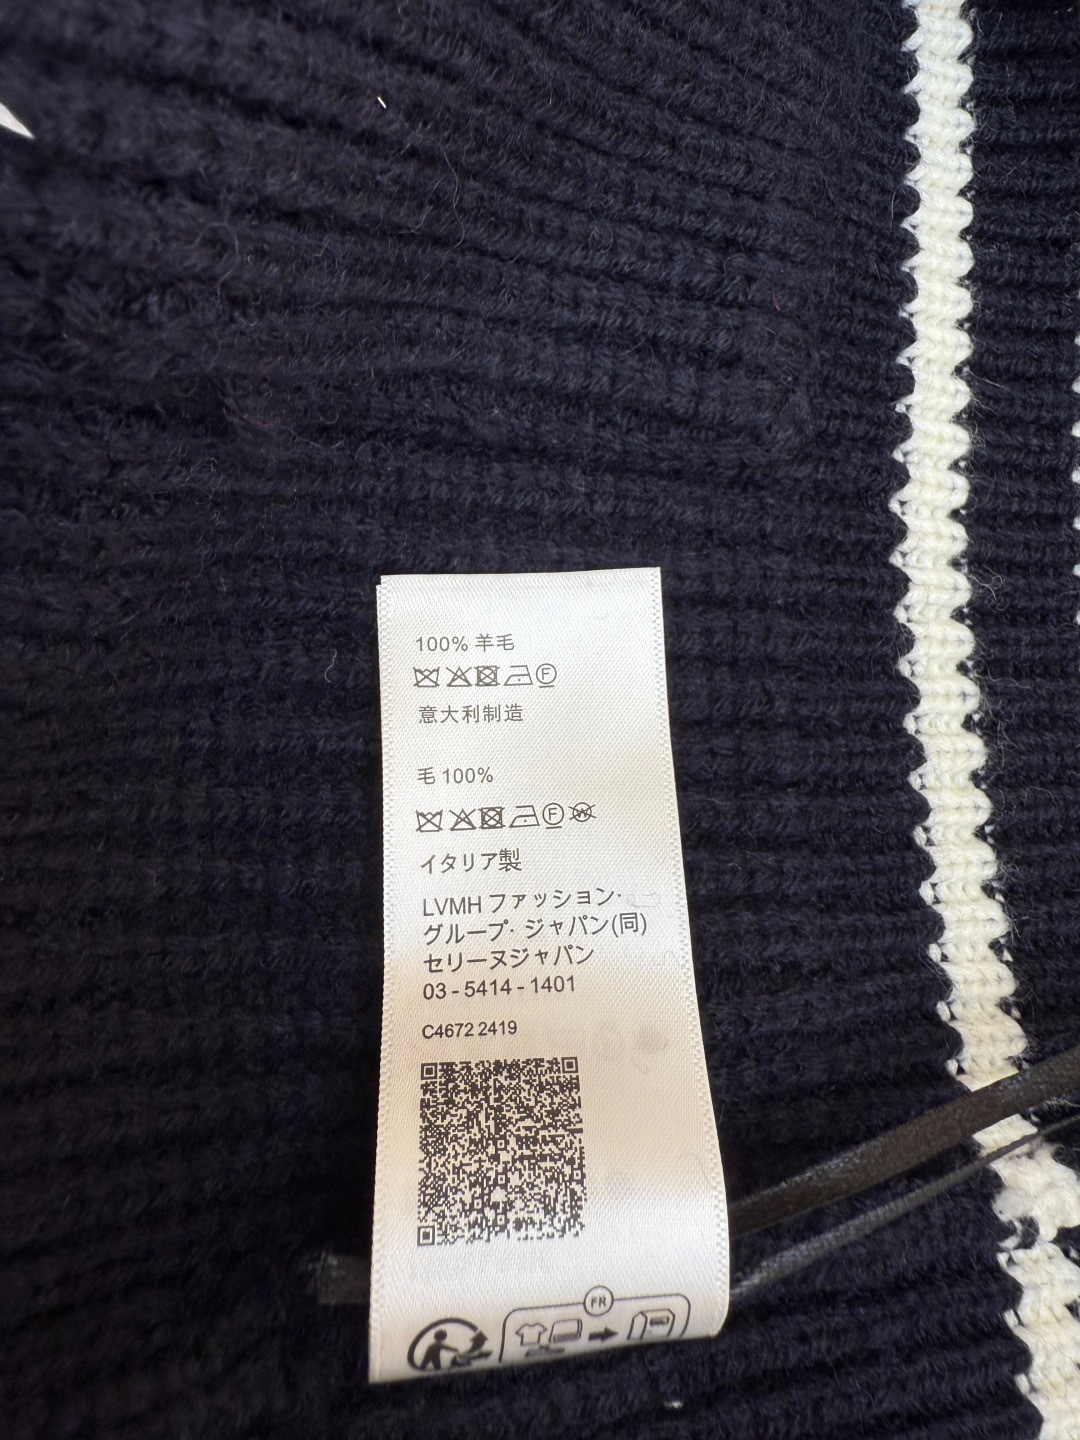 100% 羊毛
F
意大利制造
毛 100%
F W
イタリア製
LVMH ファッション·
グループ· ジャパン(同)
セリーヌジャパン
03 - 5414 - 1401
C4672 2419
FR